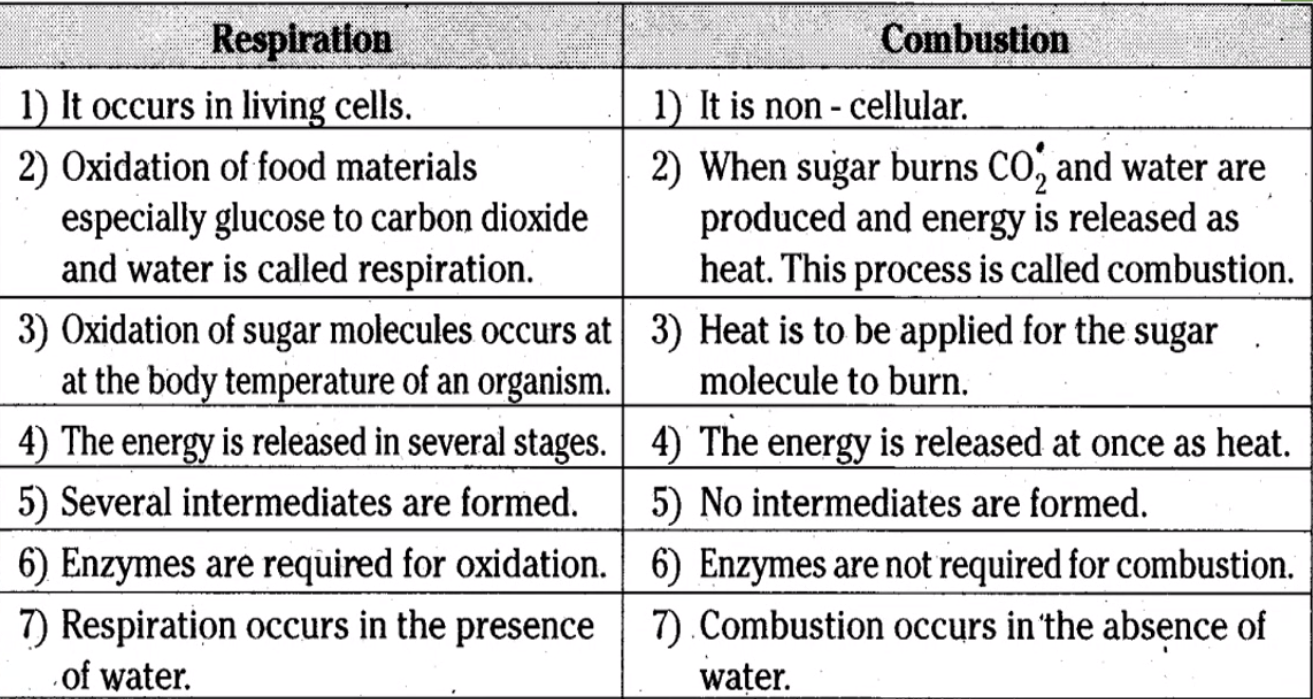 Respiration
Combustion
1) It occurs in living cells.
1) It is non - cellular.
2) Oxidation of food materials
especially glucose to carbon dioxide
and water is called respiration.
2) When sugar burns CO₂ and water are
produced and energy is released as
heat. This process is called combustion.
3) Oxidation of sugar molecules occurs at
at the body temperature of an organism.
3) Heat is to be applied for the sugar
molecule to burn.
4) The energy is released in several stages.
4) The energy is released at once as heat.
5) Several intermediates are formed.
5) No intermediates are formed.
6) Enzymes are required for oxidation.
6) Enzymes are not required for combustion.
7) Respiration occurs in the presence
of water.
7) Combustion occurs in the absence of
water.